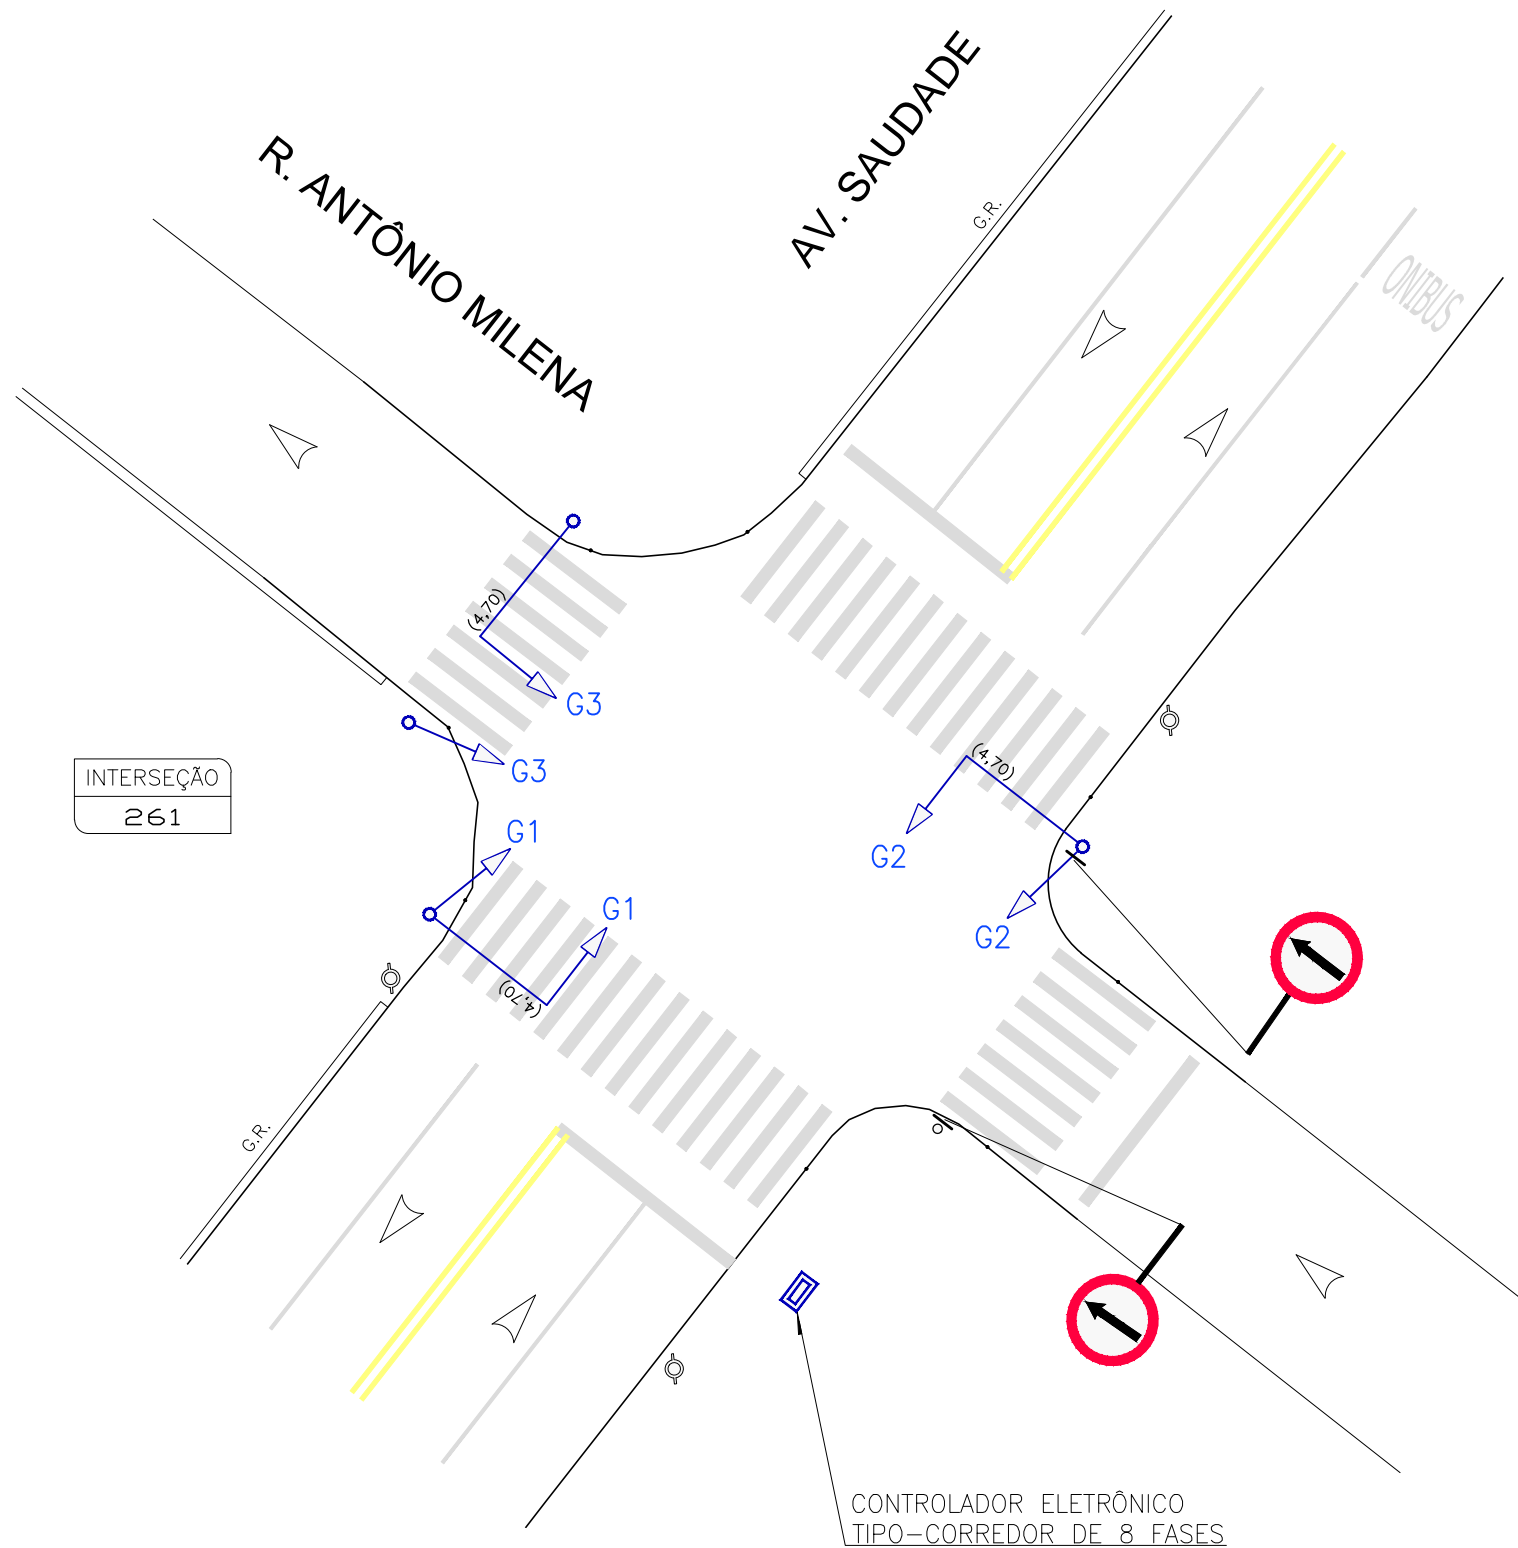 AV. SAUDADE
R. ANTÔNIO MILENA
G.R.
ONIBUS
(4,70)
G3
G3
INTERSEÇÃO
261
G1
(4,70)
G2
G1
G2
(4,70)
G.R.
CONTROLADOR ELETRÔNICO
TIPO-CORREDOR DE 8 FASES